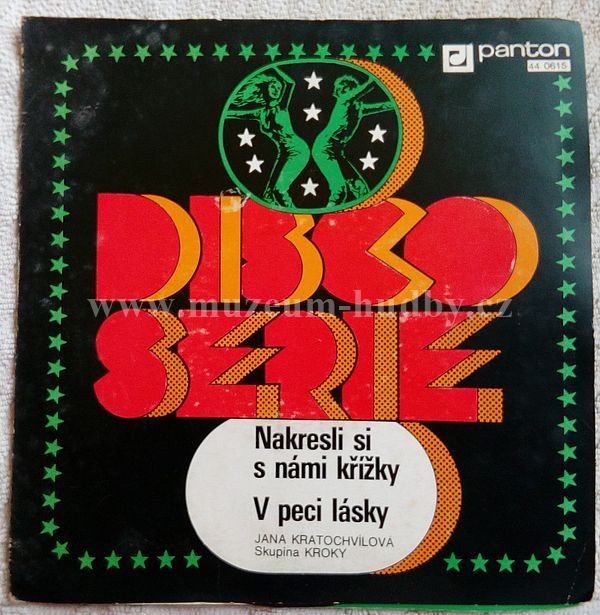 panton
44 0615
DISCO
SERIE
www.muzeum-hudby.cz
Nakresli si
s námi křížky
V peci lásky
JANA KRATOCHVÍLOVÁ
Skupina KROKY